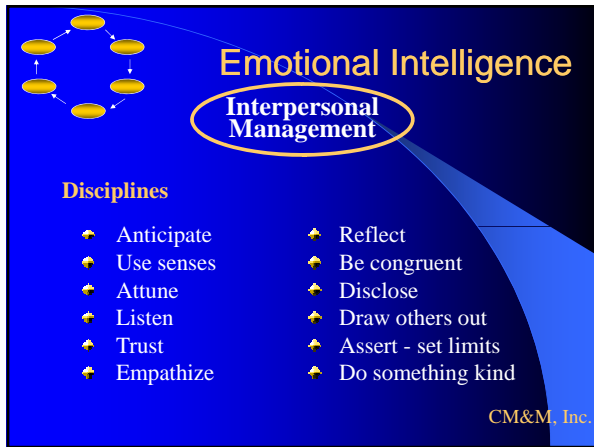 Emotional Intelligence
Interpersonal
Management
Disciplines
Anticipate
Use senses
Attune
Listen
Trust
Empathize
Reflect
Be congruent
Disclose
Draw others out
Assert - set limits
Do something kind
CM&M, Inc.